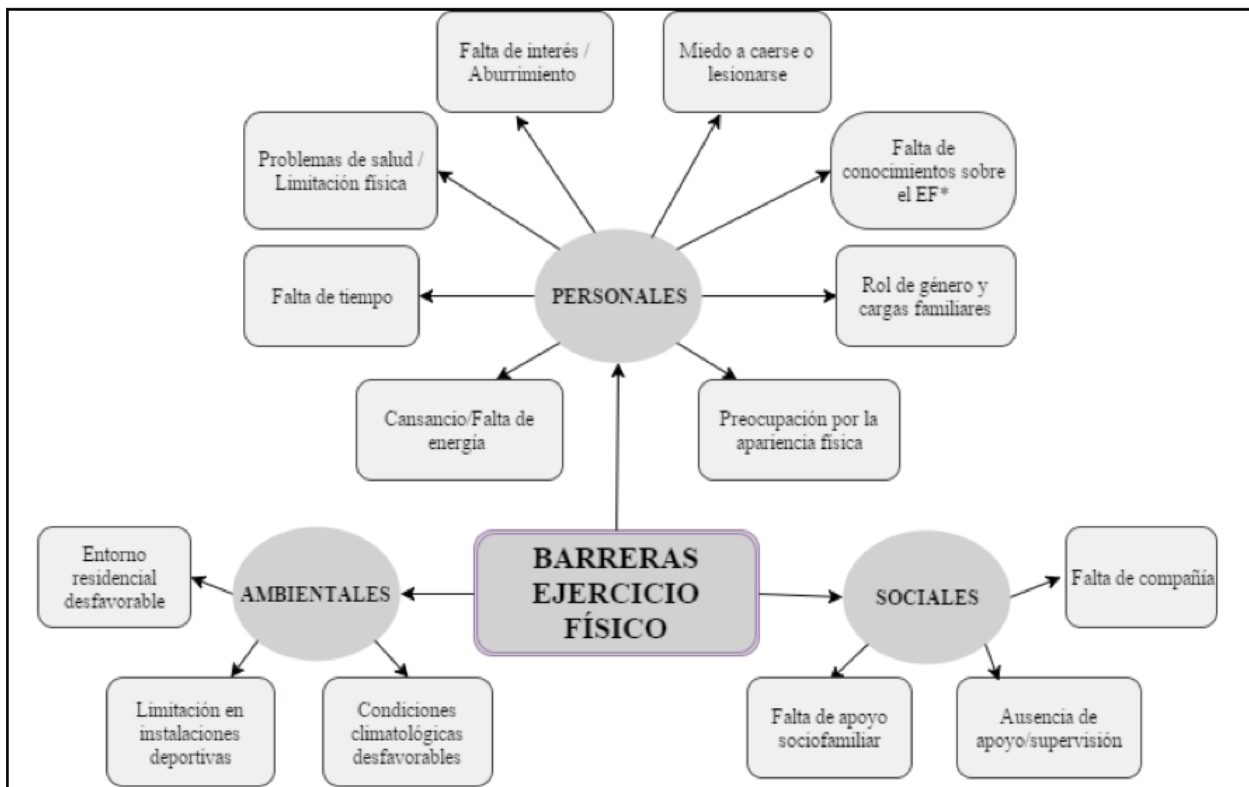 Falta de interés /
Aburrimiento
Miedo a caerse o
lesionarse
Problemas de salud /
Limitación física
Falta de
conocimientos sobre
el EF*
Falta de tiempo
PERSONALES
Rol de género y
cargas familiares
Cansancio/Falta de
energía
Preocupación por la
apariencia física
Entorno
residencial
desfavorable
AMBIENTALES
BARRERAS
EJERCICIO
FÍSICO
SOCIALES
Falta de compañía
Limitación en
instalaciones
deportivas
Condiciones
climatológicas
desfavorables
Falta de apoyo
sociofamiliar
Ausencia de
apoyo/supervisión